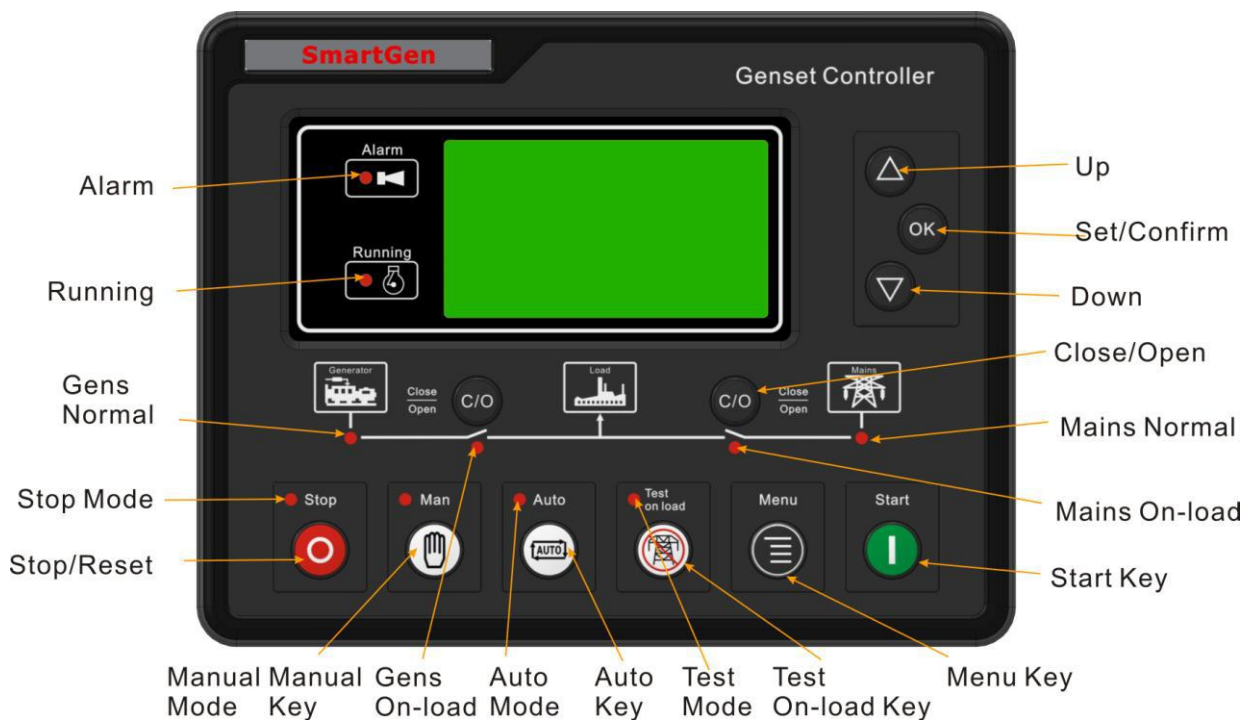 SmartGen
Genset Controller
Alarm
Alarm
Up
OK
Set/Confirm
Running
Running
Down
Close/Open
Generator
Load
Mains
Gens
Normal
Close
Open
C/O
C/O
Close
Open
Mains Normal
Stop Mode
Stop
Man
Auto
Test
on load
Menu
Start
Mains On-load
Stop/Reset
AUTO
Start Key
Manual
Mode
Manual
Key
Gens
On-load
Auto
Mode
Auto
Key
Test
Mode
Test
On-load Key
Menu Key